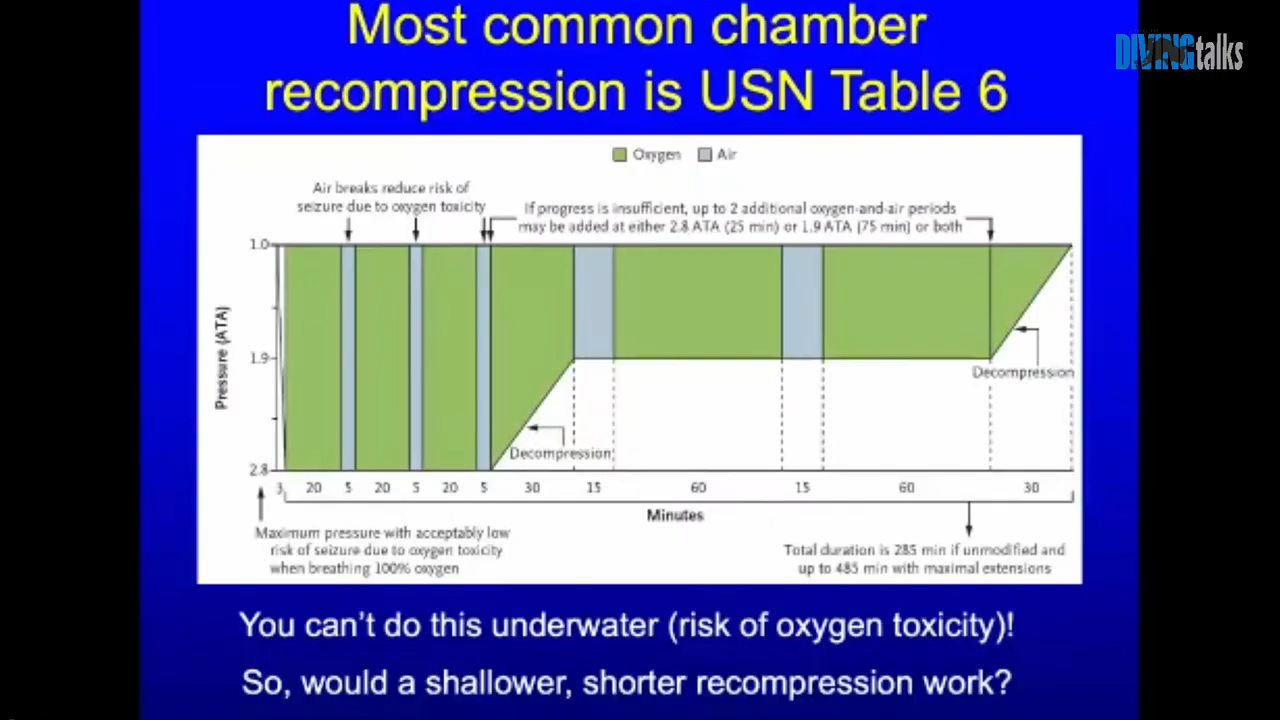 Most common chamber
recompression is USN Table 6
DIVINGtalks
Oxygen Air
Air breaks reduce risk of
seizure due to oxygen toxicity
If progress is insufficient, up to 2 additional oxygen-and-air periods
may be added at either 2.8 ATA (25 min) or 1.9 ATA (75 min) or both
1.0
1.9
2.8
Pressure (ATA)
Decompression
Decompression
3 20 5 20 5 20 5 30 15 60 15 60 30
Minutes
Maximum pressure with acceptably low
risk of seizure due to oxygen toxicity
when breathing 100% oxygen
Total duration is 285 min if unmodified and
up to 485 min with maximal extensions
You can't do this underwater (risk of oxygen toxicity)!
So, would a shallower, shorter recompression work?